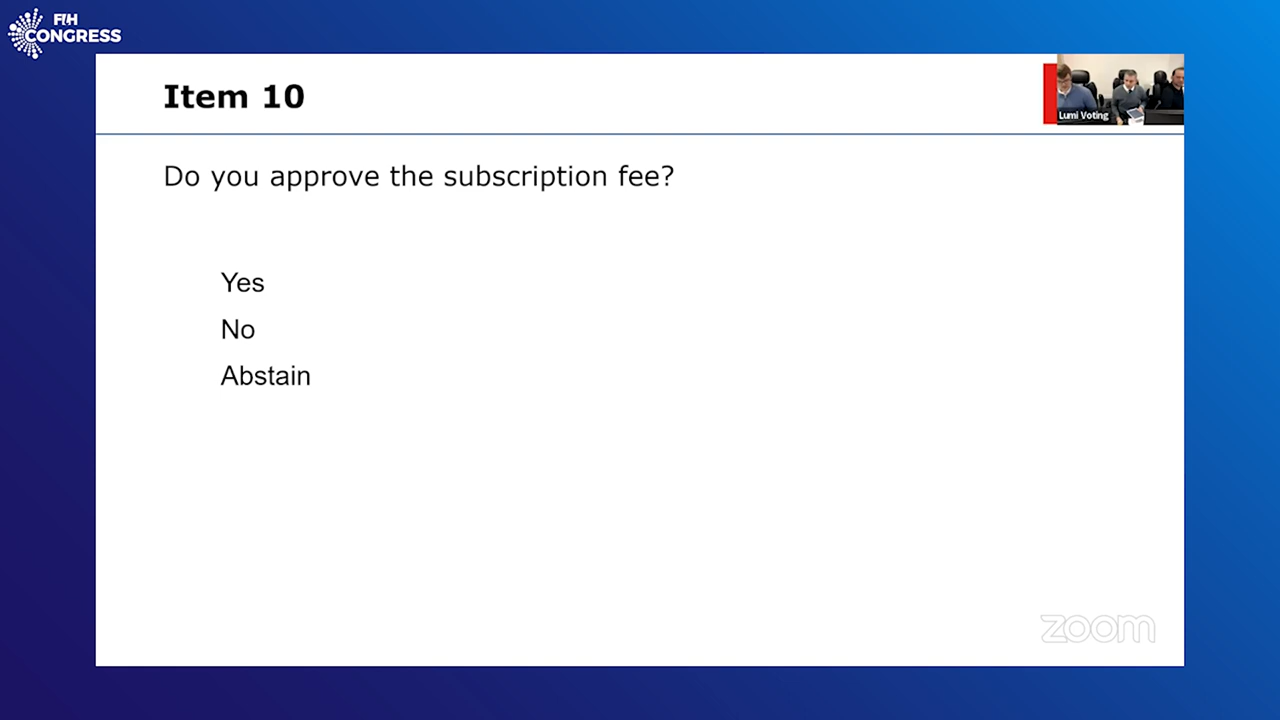 FIH
CONGRESS
Item 10
Lumi Voting
Do you approve the subscription fee?
Yes
No
Abstain
zoom